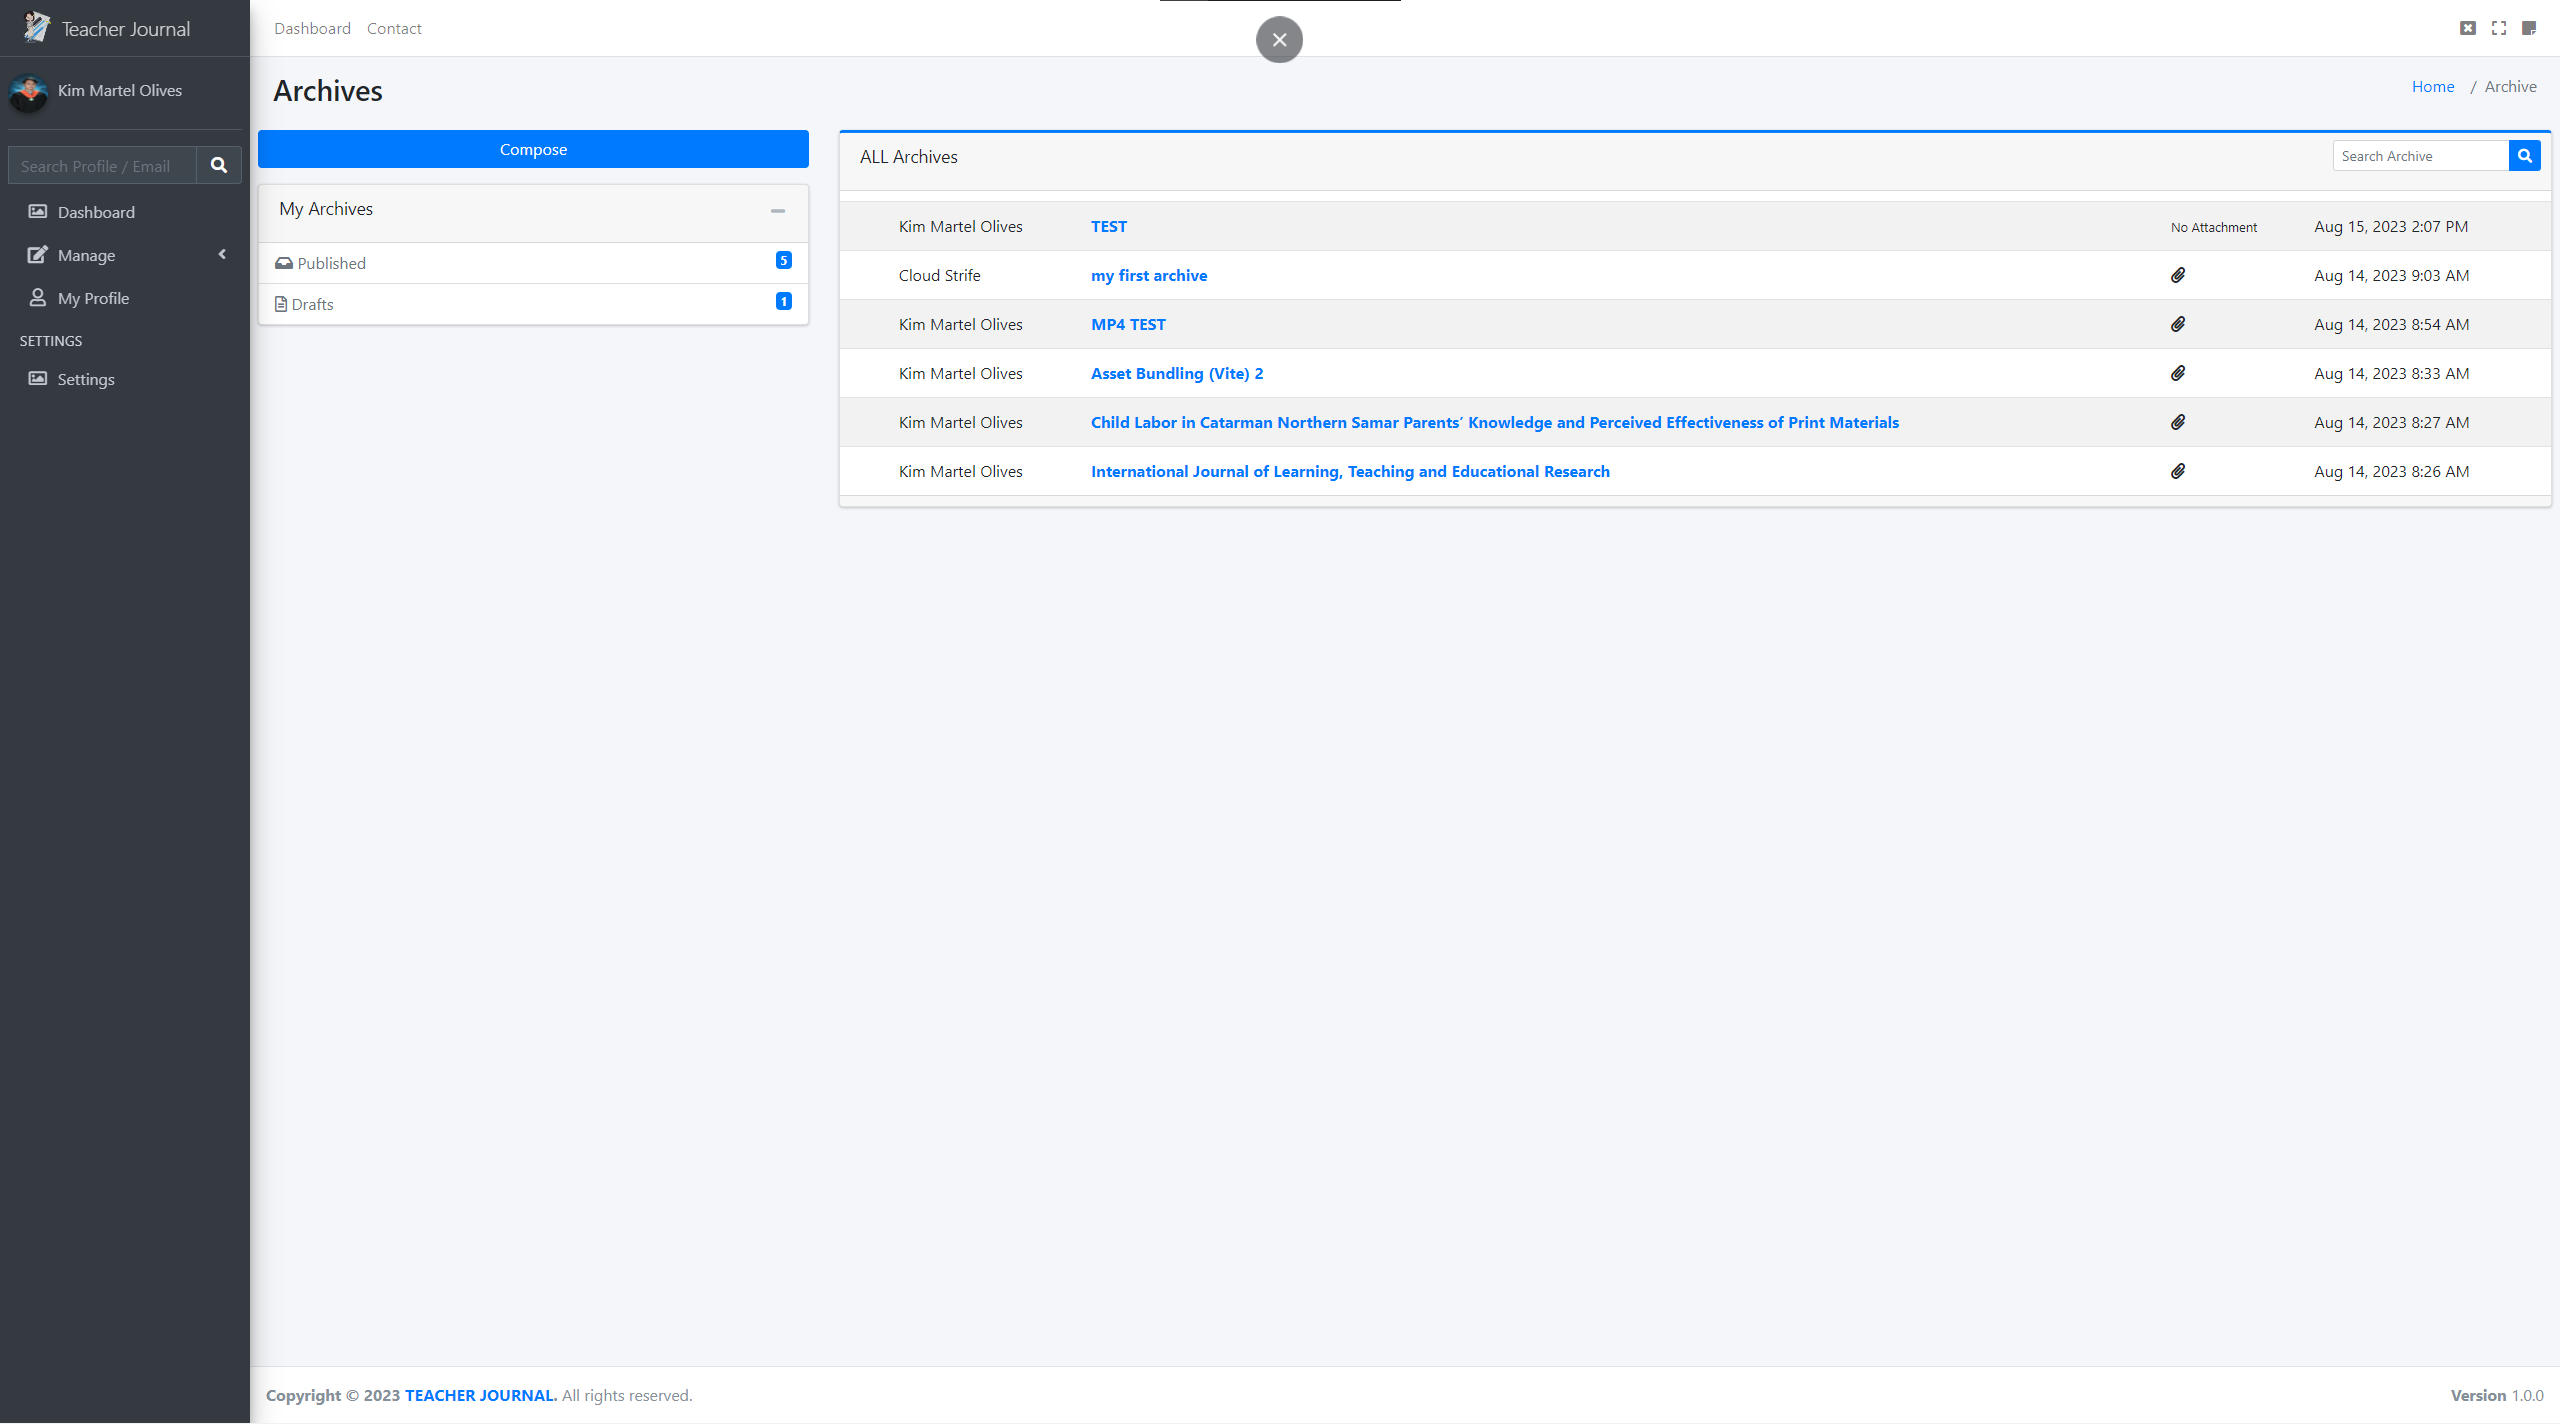 Teacher Journal
Dashboard Contact
Kim Martel Olives
Archives
Home / Archive
Search Profile / Email
Dashboard
Manage
My Profile
SETTINGS
Settings
Compose
My Archives
Published 5
Drafts 1
ALL Archives
Search Archive
Kim Martel Olives TEST No Attachment Aug 15, 2023 2:07 PM
Cloud Strife my first archive Aug 14, 2023 9:03 AM
Kim Martel Olives MP4 TEST Aug 14, 2023 8:54 AM
Kim Martel Olives Asset Bundling (Vite) 2 Aug 14, 2023 8:33 AM
Kim Martel Olives Child Labor in Catarman Northern Samar Parents’ Knowledge and Perceived Effectiveness of Print Materials Aug 14, 2023 8:27 AM
Kim Martel Olives International Journal of Learning, Teaching and Educational Research Aug 14, 2023 8:26 AM
Copyright © 2023 TEACHER JOURNAL. All rights reserved.
Version 1.0.0